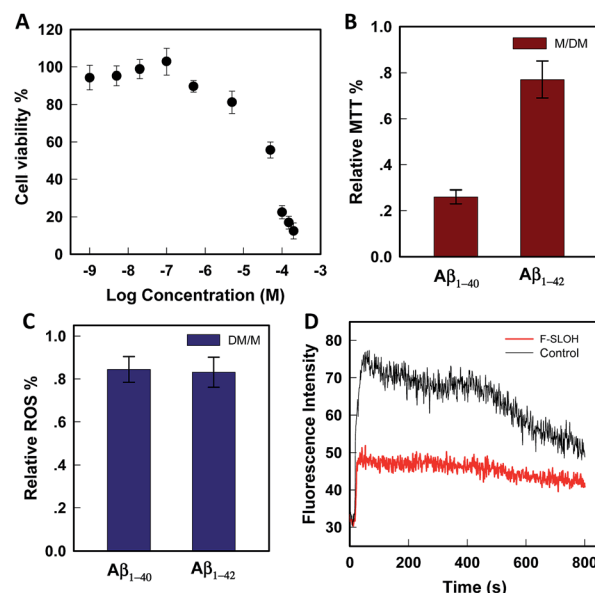 A
Cell viability %
120
100
80
60
40
20
0
-9 -8 -7 -6 -5 -4 -3
Log Concentration (M)
B
M/DM
Relative MTT %
1.0
.8
.6
.4
.2
0.0
Aβ1–40 Aβ1–42
C
DM/M
Relative ROS %
1.0
0.8
.6
.4
.2
0.0
Aβ1–40 Aβ1–42
D
F-SLOH
Control
Fluorescence Intensity
80
70
60
50
40
30
0 200 400 600 800
Time (s)